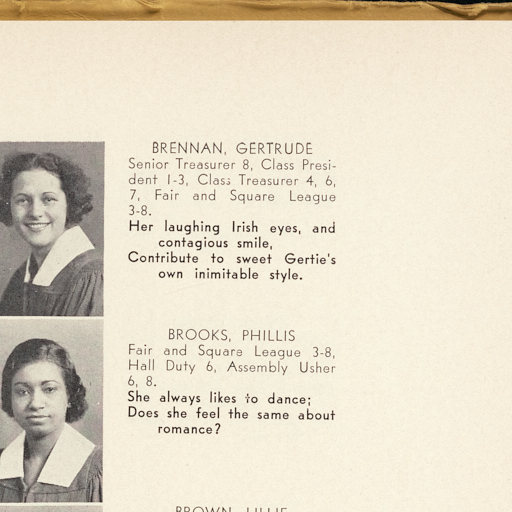 BRENNAN, GERTRUDE
Senior Treasurer 8, Class Presi-
dent 1-3, Class Treasurer 4, 6,
7, Fair and Square League
3-8.
Her laughing Irish eyes, and
contagious smile,
Contribute to sweet Gertie's
own inimitable style.
BROOKS, PHILLIS
Fair and Square League 3-8,
Hall Duty 6, Assembly Usher
6, 8.
She always likes to dance;
Does she feel the same about
romance?
BROWN, LILLIE